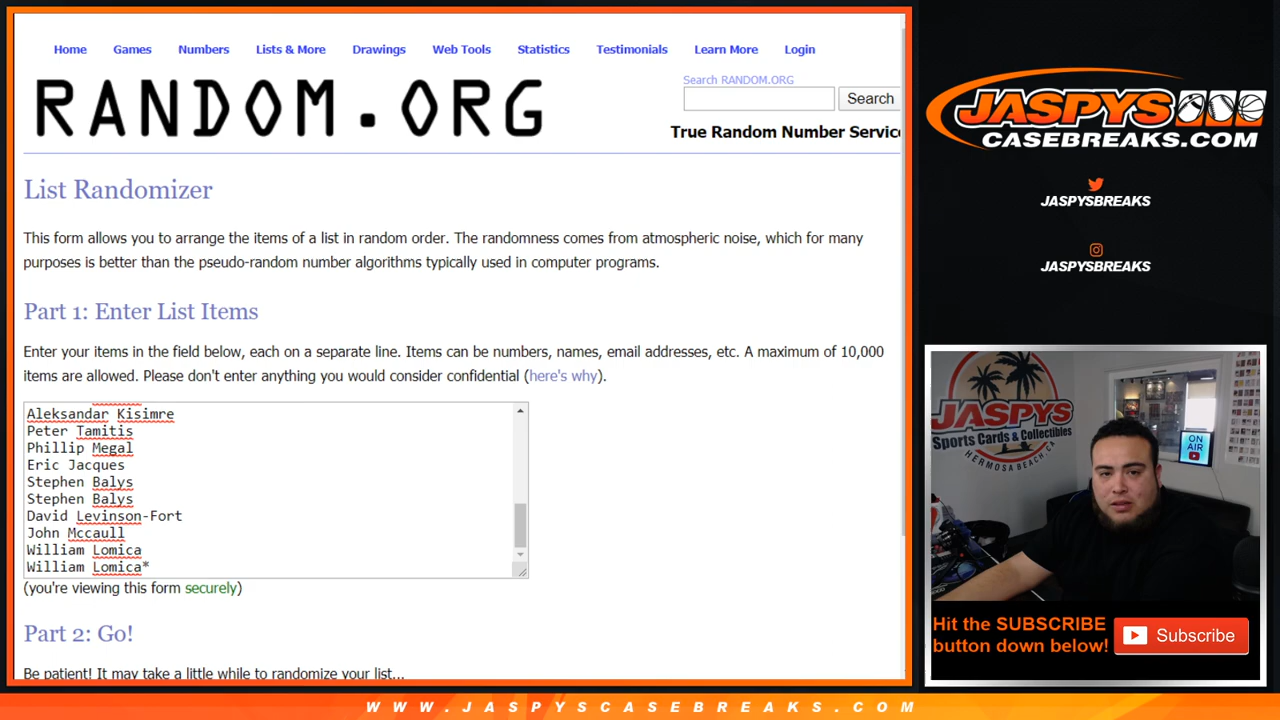 Home Games Numbers Lists & More Drawings Web Tools Statistics Testimonials Learn More Login
RANDOM.ORG
Search RANDOM.ORG
Search
True Random Number Servic
List Randomizer
This form allows you to arrange the items of a list in random order. The randomness comes from atmospheric noise, which for many
purposes is better than the pseudo-random number algorithms typically used in computer programs.
Part 1: Enter List Items
Enter your items in the field below, each on a separate line. Items can be numbers, names, email addresses, etc. A maximum of 10,000
items are allowed. Please don't enter anything you would consider confidential (here's why).
Aleksandar Kisimre
Peter Tamitis
Phillip Megal
Eric Jacques
Stephen Balys
Stephen Balys
David Levinson-Fort
John Mccaull
William Lomica
William Lomica*
(you're viewing this form securely)
Part 2: Go!
Be patient! It may take a little while to randomize your list...
JASPYS
CASEBREAKS.COM
JASPYSBREAKS
JASPYSBREAKS
JASPYS
Sports Cards & Collectibles
HERMOSA BEACH, CA
ON
AIR
Hit the SUBSCRIBE
button down below!
Subscribe
WWW.JASPYSCASEBREAKS.COM